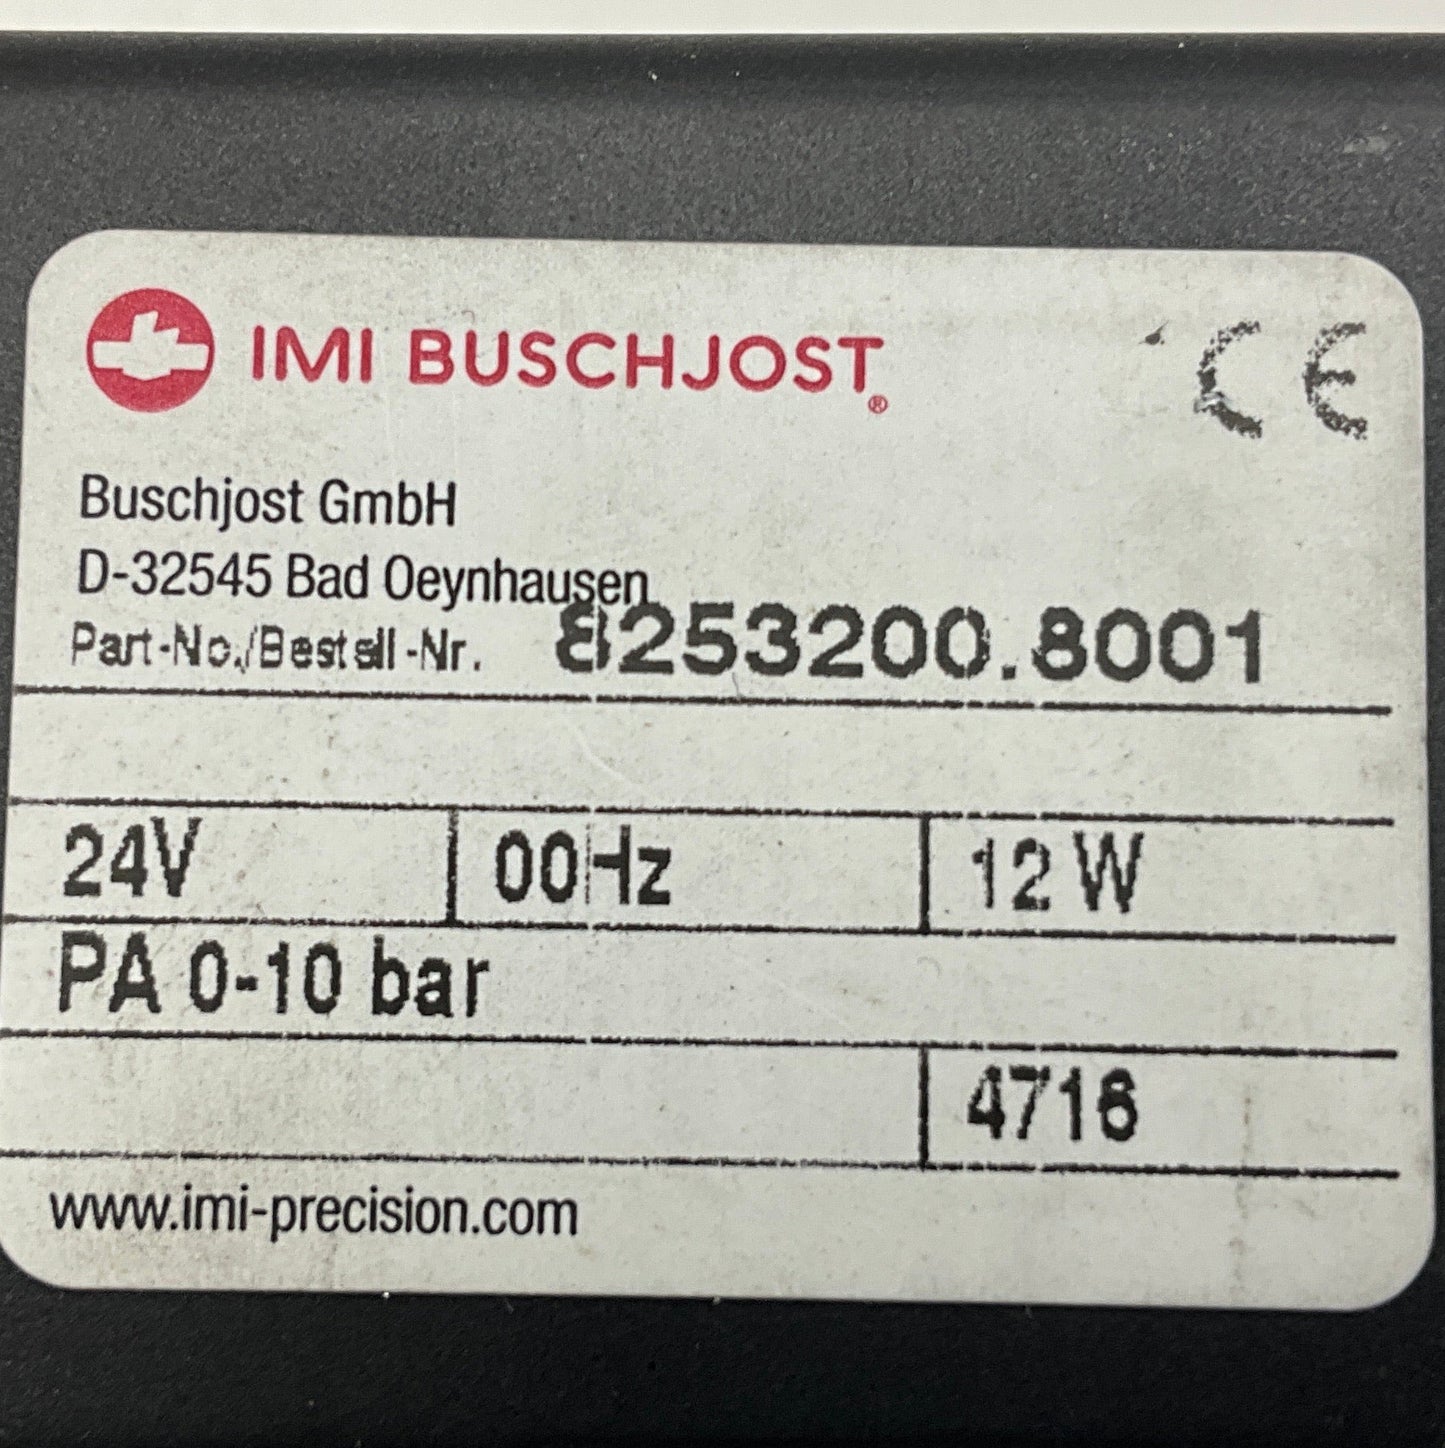 IMI BUSCHJOST®
CE
Buschjost GmbH
D-32545 Bad Oeynhausen
Part-No./Bestell-Nr. 8253200.8001
24V 00Hz 12 W
PA 0-10 bar
4716
www.imi-precision.com